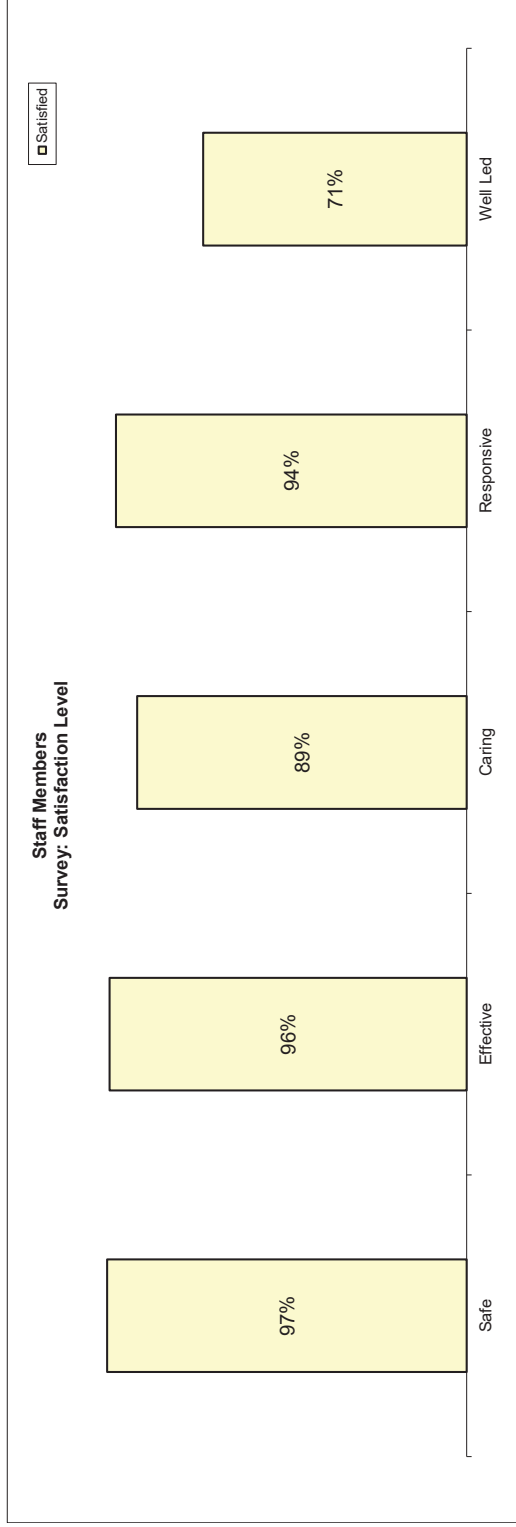 Staff Members
Survey: Satisfaction Level
Satisfied
97%
96%
89%
94%
71%
Safe
Effective
Caring
Responsive
Well Led